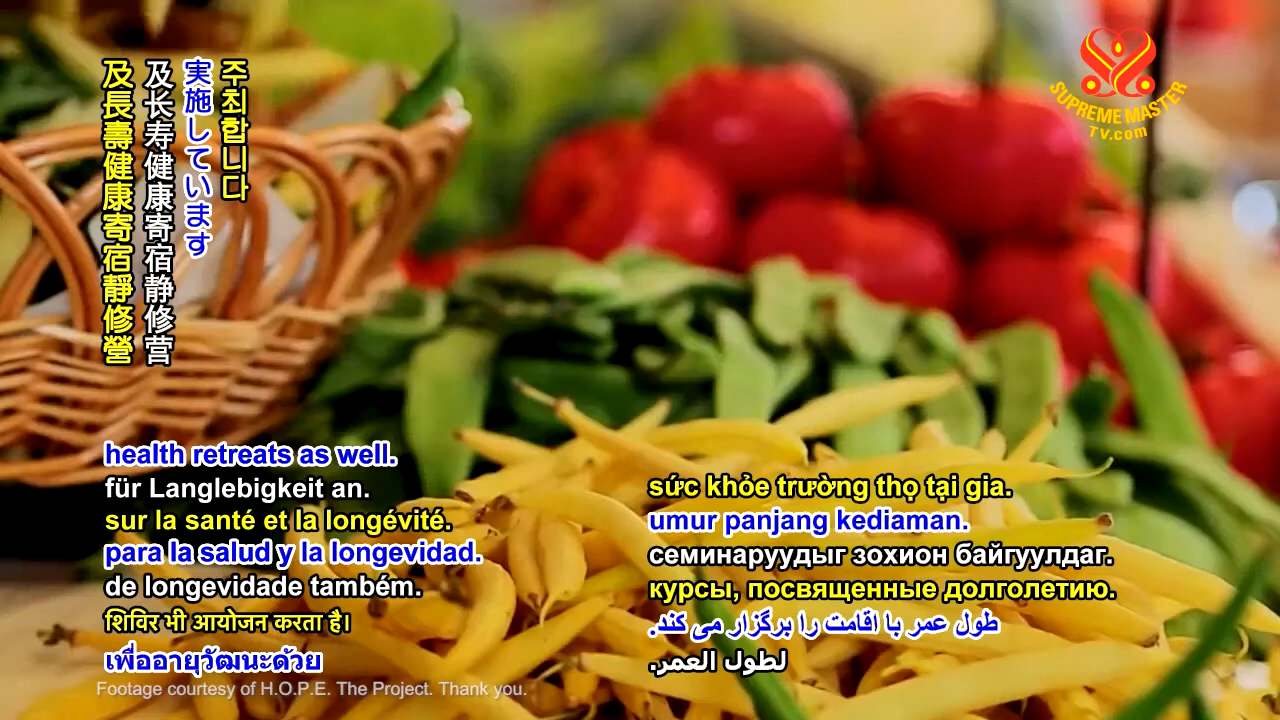 주최합니다
実施しています
及长寿健康寄宿静修营
及長壽健康寄宿靜修營
SUPREME MASTER
TV.com
health retreats as well.
für Langlebigkeit an.
sur la santé et la longévité.
para la salud y la longevidad.
de longevidade também.
शिविर भी आयोजन करता है।
เพื่ออายุวัฒนะด้วย
sức khỏe trường thọ tại gia.
umur panjang kediaman.
семинаруудыг зохион байгуулдаг.
курсы, посвященные долголетию.
طول عمر با اقامت را برگزار می کند.
لطول العمر.
Footage courtesy of H.O.P.E. The Project. Thank you.